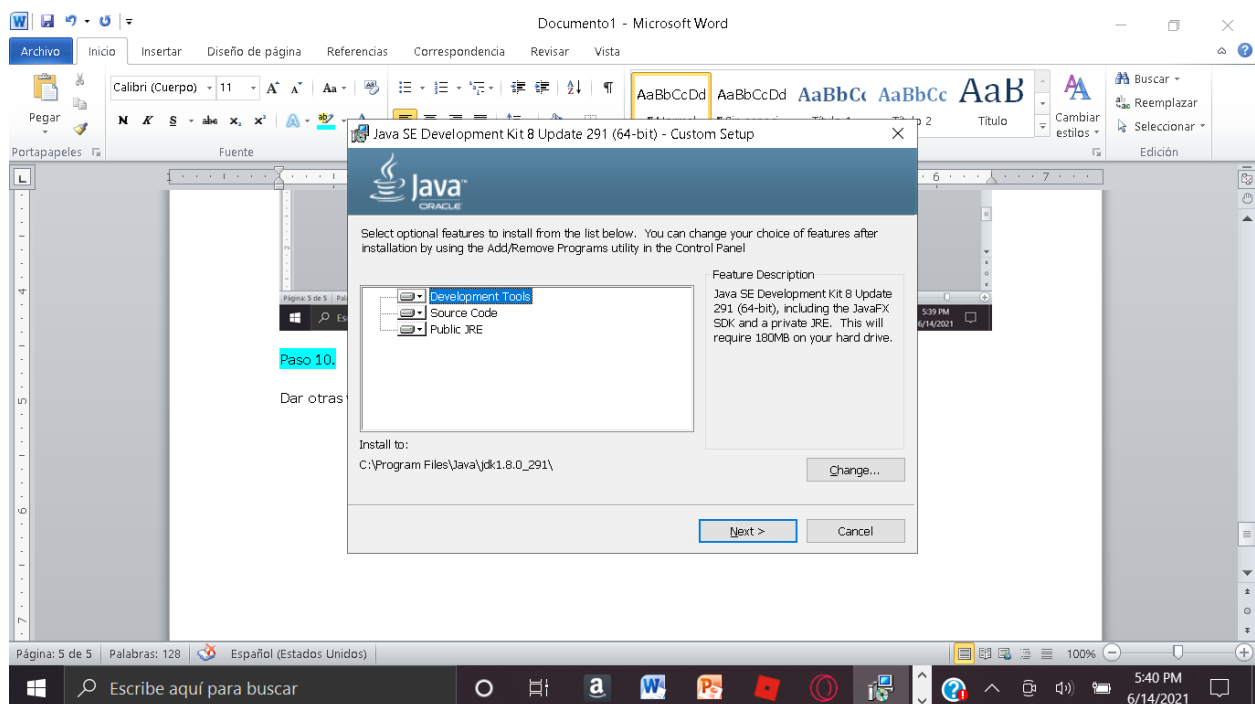 Documento1 - Microsoft Word
Archivo Inicio Insertar Diseño de página Referencias Correspondencia Revisar Vista
Pegar
Portapapeles
Calibri (Cuerpo) 11
Fuente
AaBbCcDd AaBbCcDd AaBbCc AaBbCc AaB
Título
Cambiar estilos
Buscar
Reemplazar
Seleccionar
Edición
6 7
Java SE Development Kit 8 Update 291 (64-bit) - Custom Setup
Java
ORACLE
Select optional features to install from the list below. You can change your choice of features after
installation by using the Add/Remove Programs utility in the Control Panel
Development Tools
Source Code
Public JRE
Feature Description
Java SE Development Kit 8 Update
291 (64-bit), including the JavaFX
SDK and a private JRE. This will
require 180MB on your hard drive.
Install to:
C:\Program Files\Java\jdk1.8.0_291\
Change...
Next >
Cancel
Página: 5 de 5
5:39 PM
6/14/2021
Paso 10.
Dar otras
Página: 5 de 5 Palabras: 128 Español (Estados Unidos) 100%
Escribe aquí para buscar
5:40 PM
6/14/2021